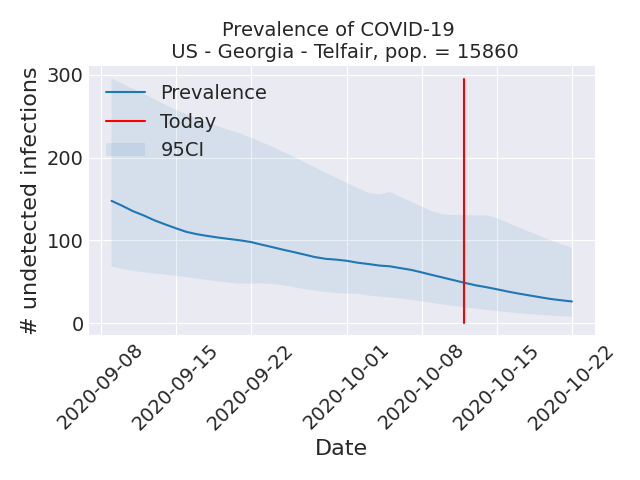 Prevalence of COVID-19
US - Georgia - Telfair, pop. = 15860
# undetected infections
300
200
100
0
Prevalence
Today
95CI
2020-09-08
2020-09-15
2020-09-22
2020-10-01
2020-10-08
2020-10-15
2020-10-22
Date